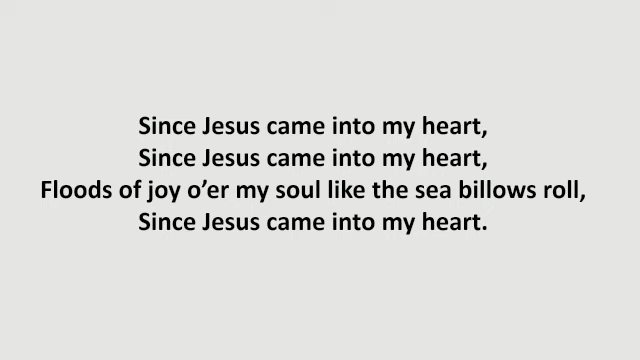 Since Jesus came into my heart,
Since Jesus came into my heart,
Floods of joy o’er my soul like the sea billows roll,
Since Jesus came into my heart.